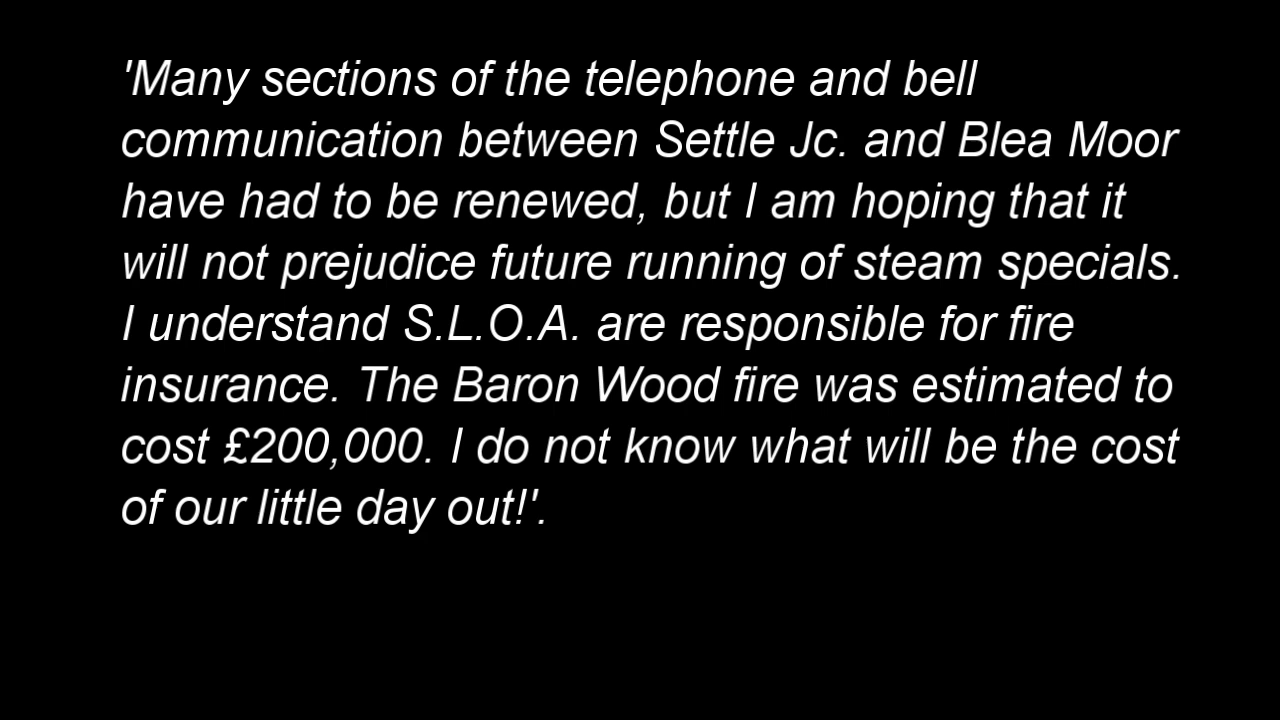 'Many sections of the telephone and bell
communication between Settle Jc. and Blea Moor
have had to be renewed, but I am hoping that it
will not prejudice future running of steam specials.
I understand S.L.O.A. are responsible for fire
insurance. The Baron Wood fire was estimated to
cost £200,000. I do not know what will be the cost
of our little day out!'.